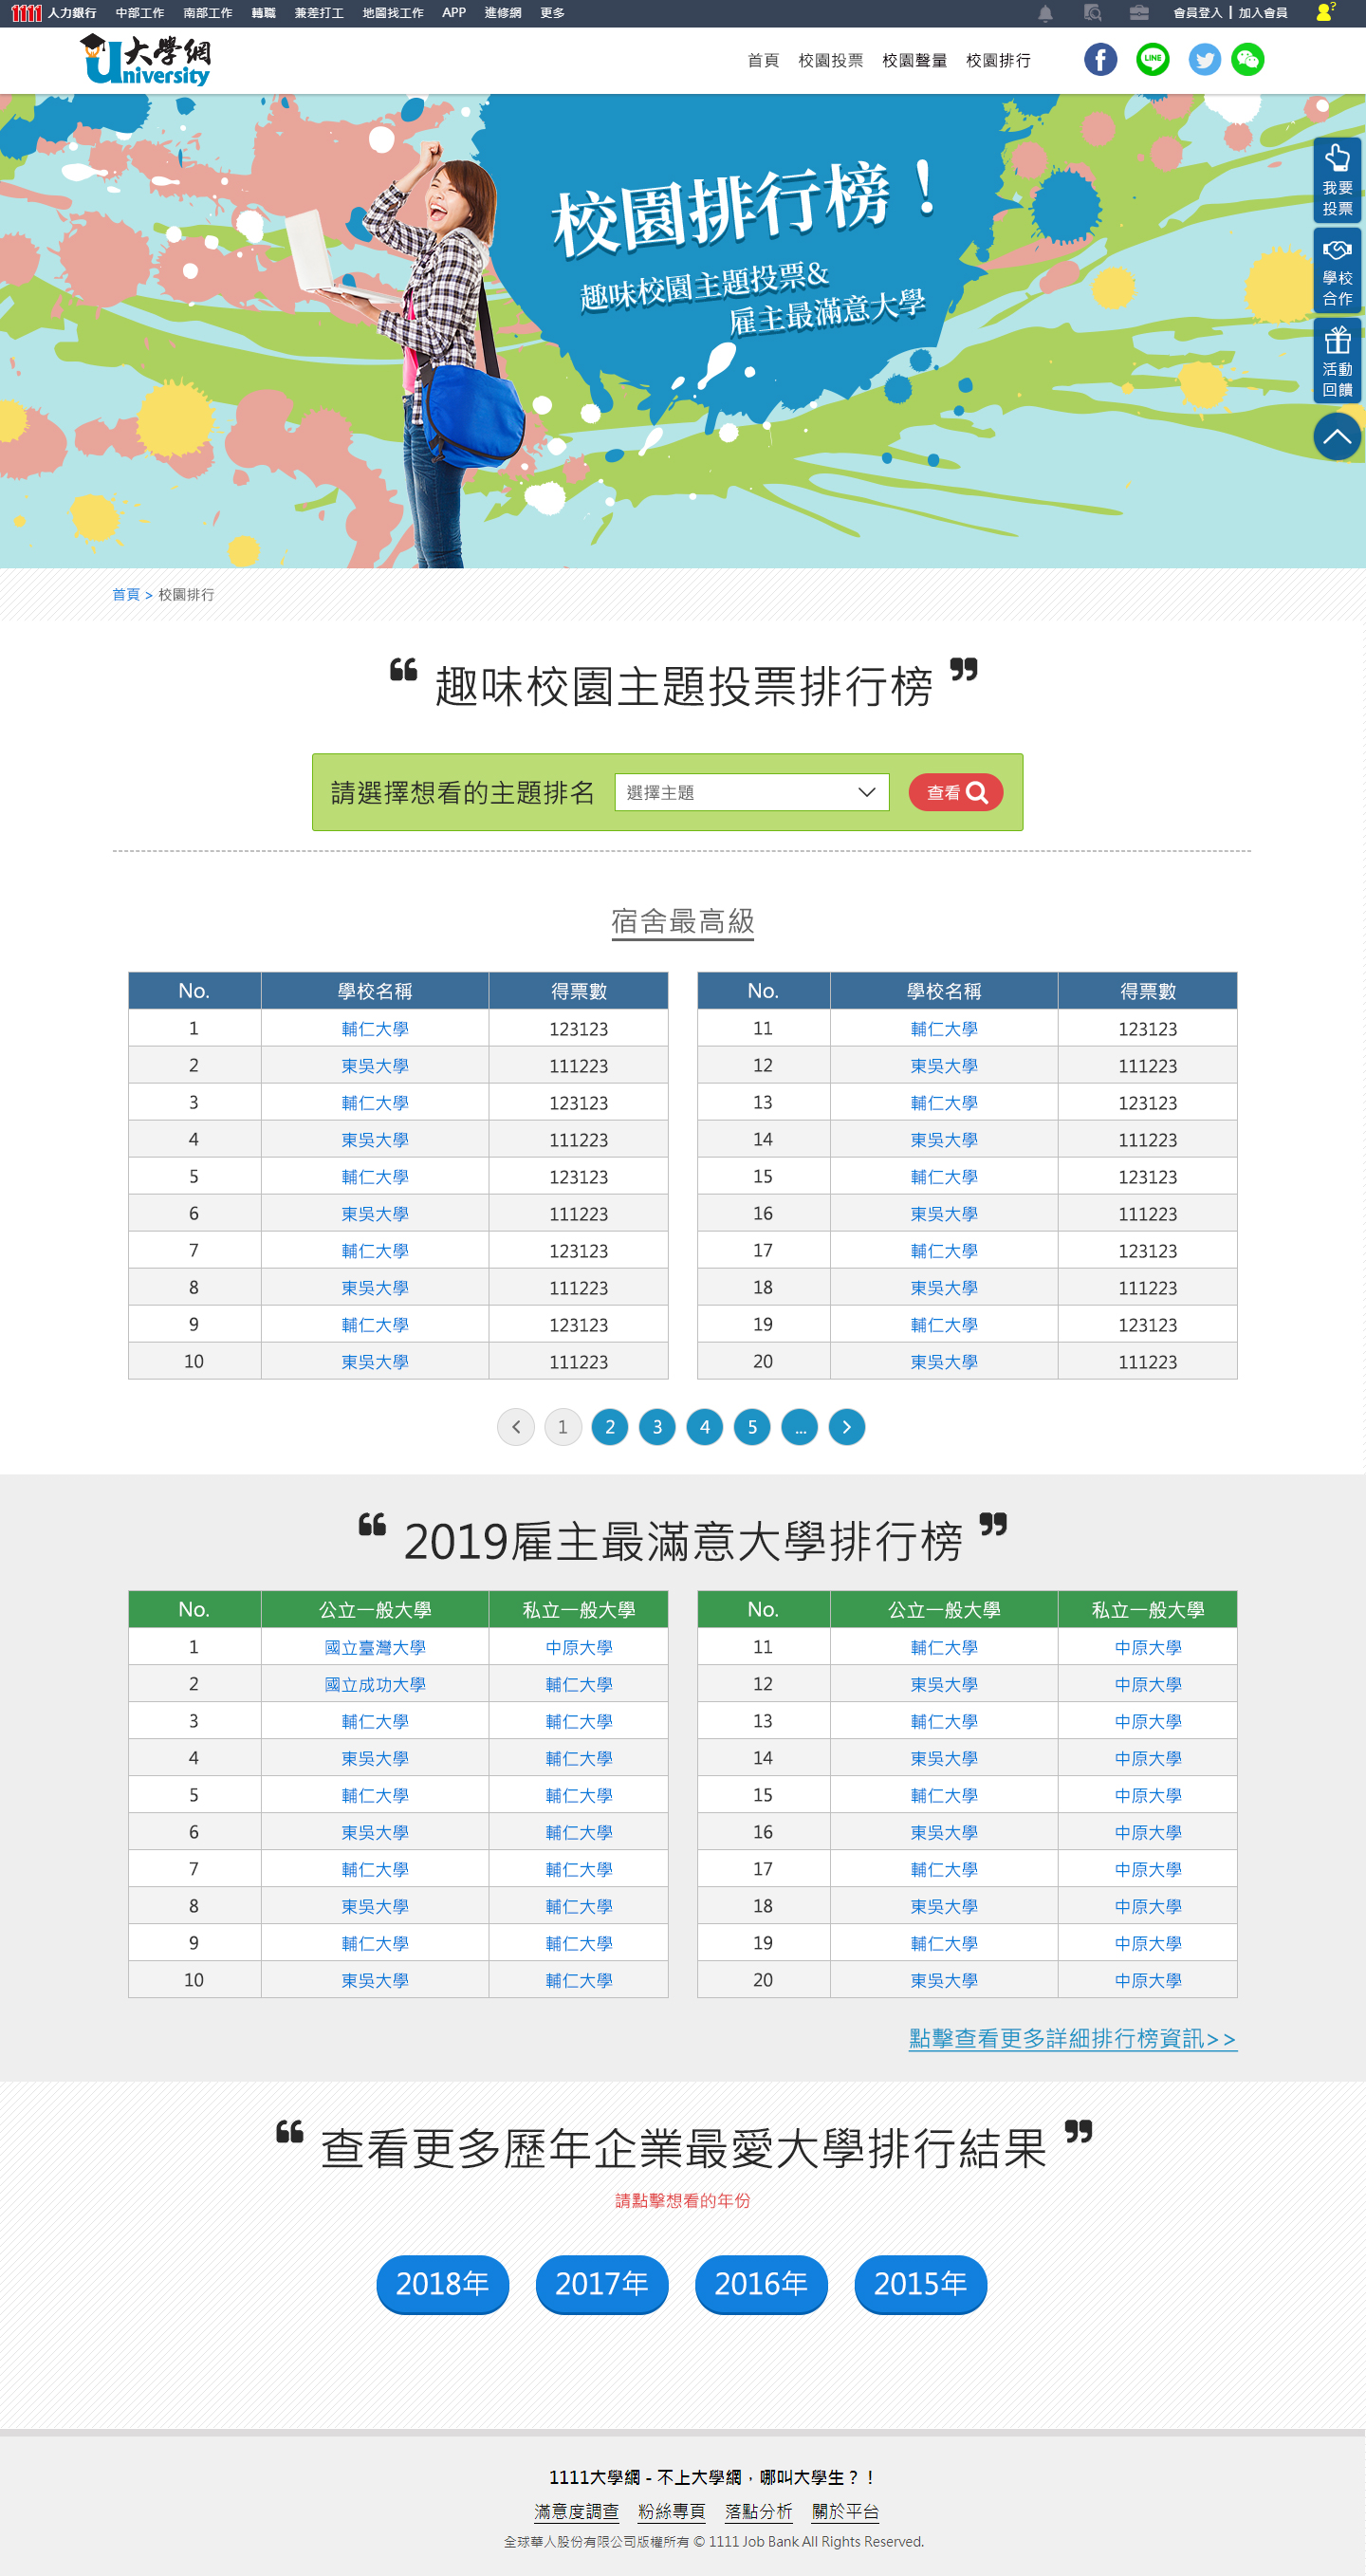 1111 人力銀行 中部工作 南部工作 轉職 兼差打工 地圖找工作 APP 進修網 更多 會員登入 | 加入會員
大學網
University
首頁 校園投票 校園聲量 校園排行
LINE
校園排行榜！
趣味校園主題投票&
雇主最滿意大學
我要
投票
學校
合作
活動
回饋
首頁 > 校園排行
“ 趣味校園主題投票排行榜 ”
請選擇想看的主題排名 選擇主題 查看
宿舍最高級
No. 學校名稱 得票數 No. 學校名稱 得票數
1 輔仁大學 123123 11 輔仁大學 123123
2 東吳大學 111223 12 東吳大學 111223
3 輔仁大學 123123 13 輔仁大學 123123
4 東吳大學 111223 14 東吳大學 111223
5 輔仁大學 123123 15 輔仁大學 123123
6 東吳大學 111223 16 東吳大學 111223
7 輔仁大學 123123 17 輔仁大學 123123
8 東吳大學 111223 18 東吳大學 111223
9 輔仁大學 123123 19 輔仁大學 123123
10 東吳大學 111223 20 東吳大學 111223
< 1 2 3 4 5 ... >
“ 2019雇主最滿意大學排行榜 ”
No. 公立一般大學 私立一般大學 No. 公立一般大學 私立一般大學
1 國立臺灣大學 中原大學 11 輔仁大學 中原大學
2 國立成功大學 輔仁大學 12 東吳大學 中原大學
3 輔仁大學 輔仁大學 13 輔仁大學 中原大學
4 東吳大學 輔仁大學 14 東吳大學 中原大學
5 輔仁大學 輔仁大學 15 輔仁大學 中原大學
6 東吳大學 輔仁大學 16 東吳大學 中原大學
7 輔仁大學 輔仁大學 17 輔仁大學 中原大學
8 東吳大學 輔仁大學 18 東吳大學 中原大學
9 輔仁大學 輔仁大學 19 輔仁大學 中原大學
10 東吳大學 輔仁大學 20 東吳大學 中原大學
點擊查看更多詳細排行榜資訊>>
“ 查看更多歷年企業最愛大學排行結果 ”
請點擊想看的年份
2018年 2017年 2016年 2015年
1111大學網 - 不上大學網，哪叫大學生？！
滿意度調查 粉絲專頁 落點分析 關於平台
全球華人股份有限公司版權所有 © 1111 Job Bank All Rights Reserved.